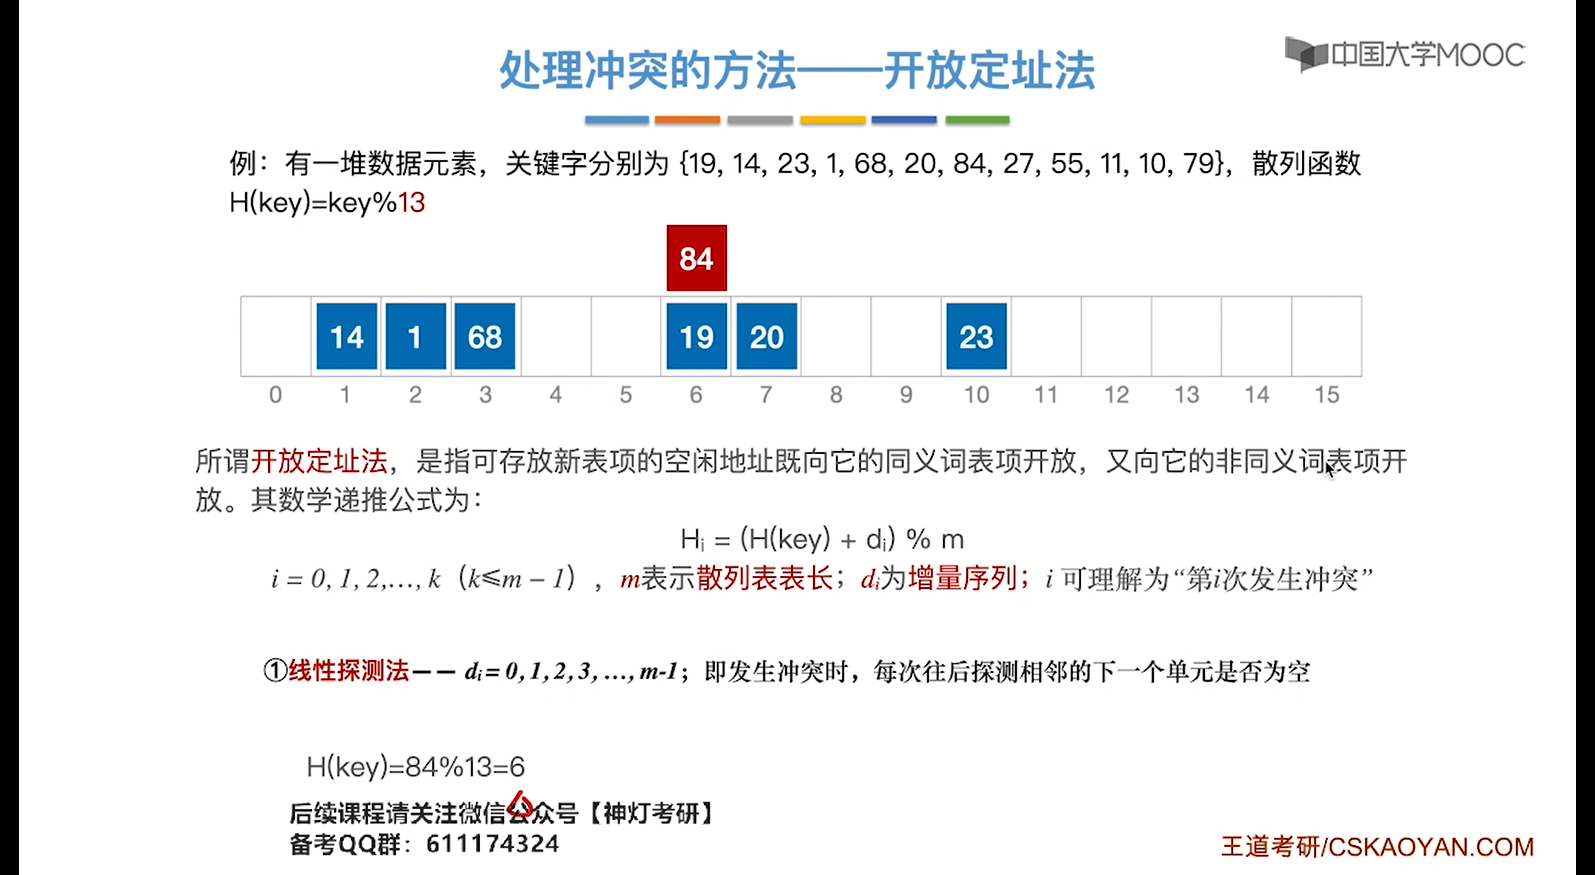 处理冲突的方法——开放定址法
中国大学MOOC
例：有一堆数据元素，关键字分别为 {19, 14, 23, 1, 68, 20, 84, 27, 55, 11, 10, 79}，散列函数
H(key)=key%13
84
14 1 68 19 20 23
0 1 2 3 4 5 6 7 8 9 10 11 12 13 14 15
所谓开放定址法，是指可存放新表项的空闲地址既向它的同义词表项开放，又向它的非同义词表项开
放。其数学递推公式为：
Hᵢ = (H(key) + dᵢ) % m
i = 0, 1, 2,…, k（k≤m − 1），m表示散列表表长；dᵢ为增量序列；i 可理解为“第i次发生冲突”
①线性探测法—— dᵢ = 0, 1, 2, 3, …, m-1；即发生冲突时，每次往后探测相邻的下一个单元是否为空
H(key)=84%13=6
后续课程请关注微信公众号【神灯考研】
备考QQ群：611174324
王道考研/CSKAOYAN.COM